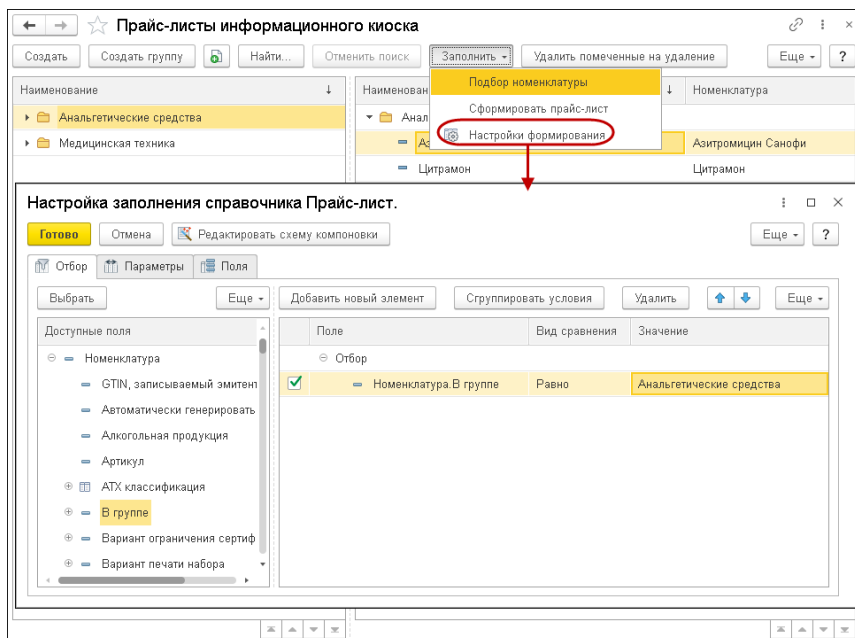 Прайс-листы информационного киоска
Создать Создать группу Найти... Отменить поиск Заполнить Удалить помеченные на удаление Еще ?
Наименование Наименован Номенклатура
Подбор номенклатуры
Сформировать прайс-лист
Настройки формирования
Анальгетические средства Анал
Медицинская техника Аз Азитромицин Санофи
Цитрамон Цитрамон
Настройка заполнения справочника Прайс-лист.
Готово Отмена Редактировать схему компоновки Еще ?
Отбор Параметры Поля
Выбрать Еще Добавить новый элемент Сгруппировать условия Удалить Еще
Доступные поля Поле Вид сравнения Значение
Номенклатура Отбор
GTIN, записываемый эмитент Номенклатура.В группе Равно Анальгетические средства
Автоматически генерировать
Алкогольная продукция
Артикул
АТХ классификация
В группе
Вариант ограничения сертиф
Вариант печати набора